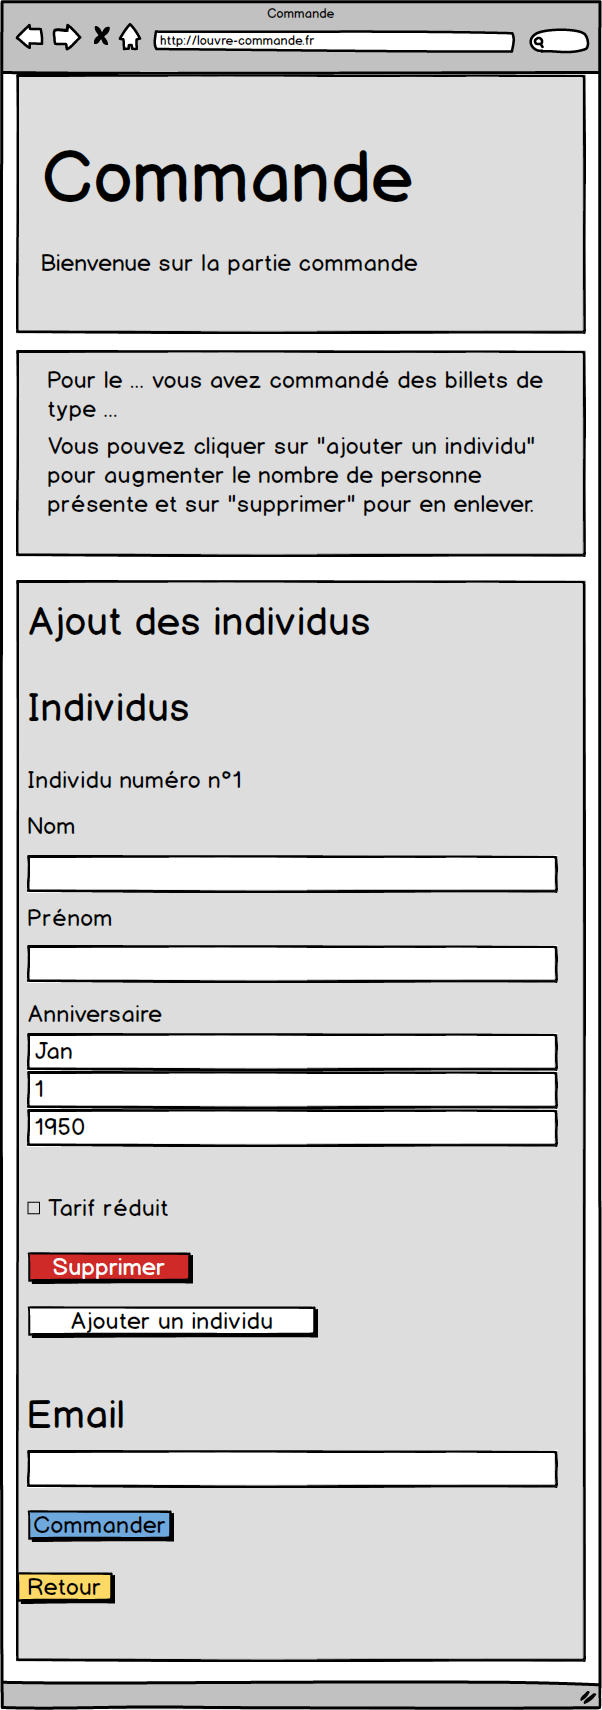 Commande
http://louvre-commande.fr
Commande
Bienvenue sur la partie commande
Pour le ... vous avez commandé des billets de
type ...
Vous pouvez cliquer sur "ajouter un individu"
pour augmenter le nombre de personne
présente et sur "supprimer" pour en enlever.
Ajout des individus
Individus
Individu numéro n°1
Nom
Prénom
Anniversaire
Jan
1
1950
Tarif réduit
Supprimer
Ajouter un individu
Email
Commander
Retour